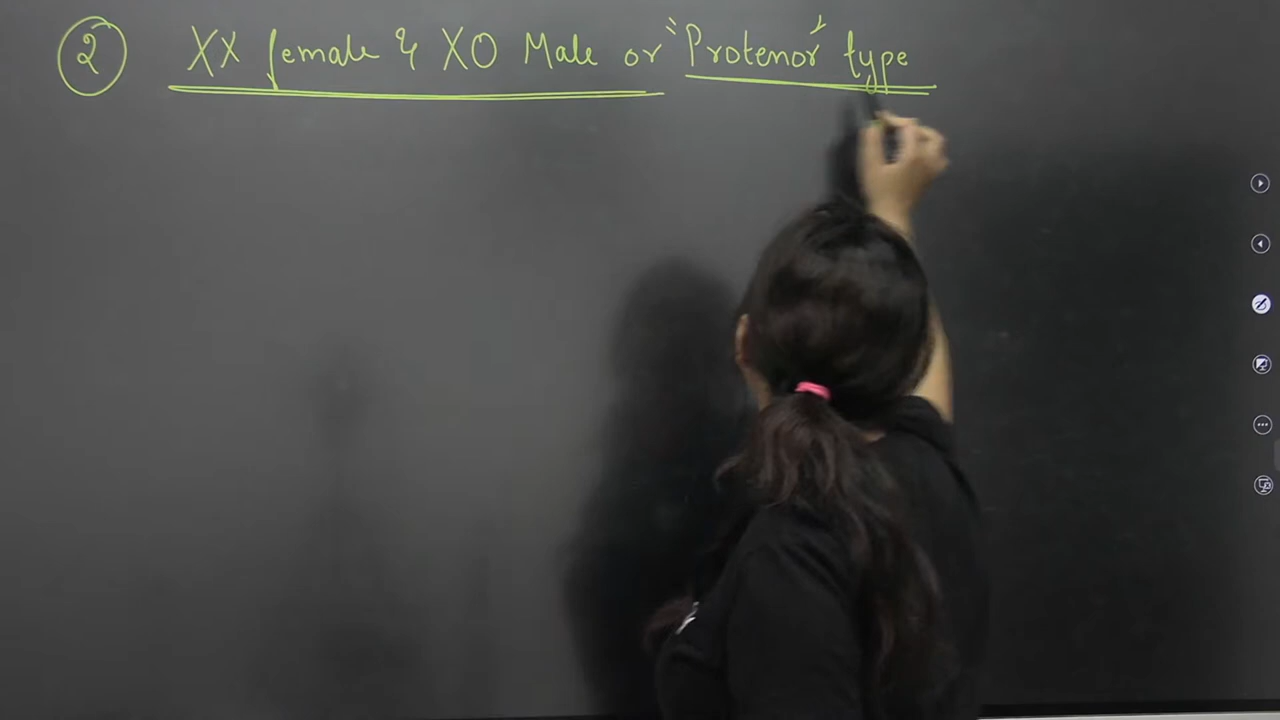 ② XX female & XO Male or "Protenor" type